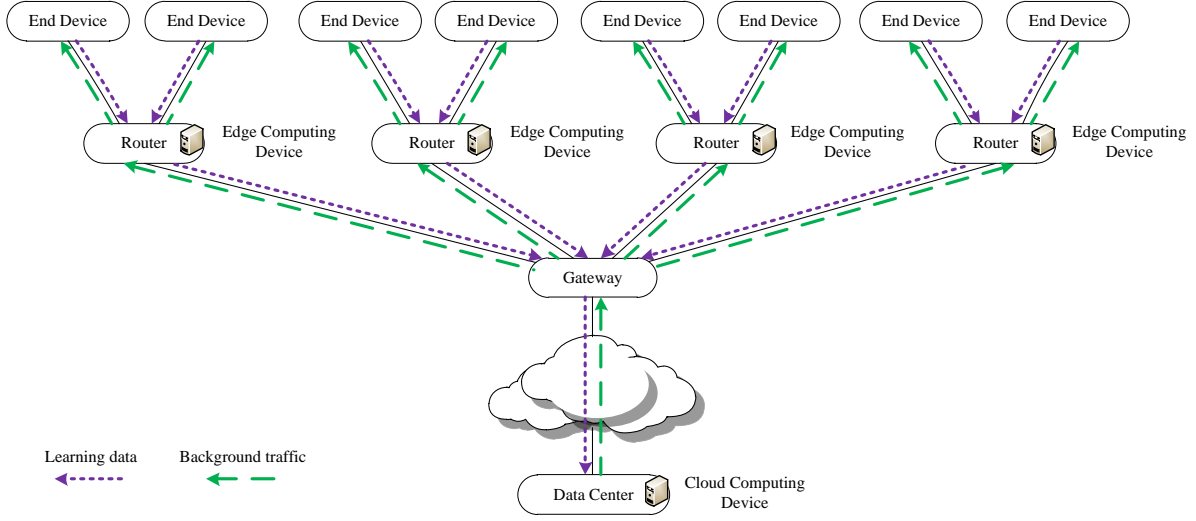 End Device
End Device
End Device
End Device
End Device
End Device
End Device
End Device
Router
Edge Computing
Device
Router
Edge Computing
Device
Router
Edge Computing
Device
Router
Edge Computing
Device
Gateway
Learning data
Background traffic
Data Center
Cloud Computing
Device